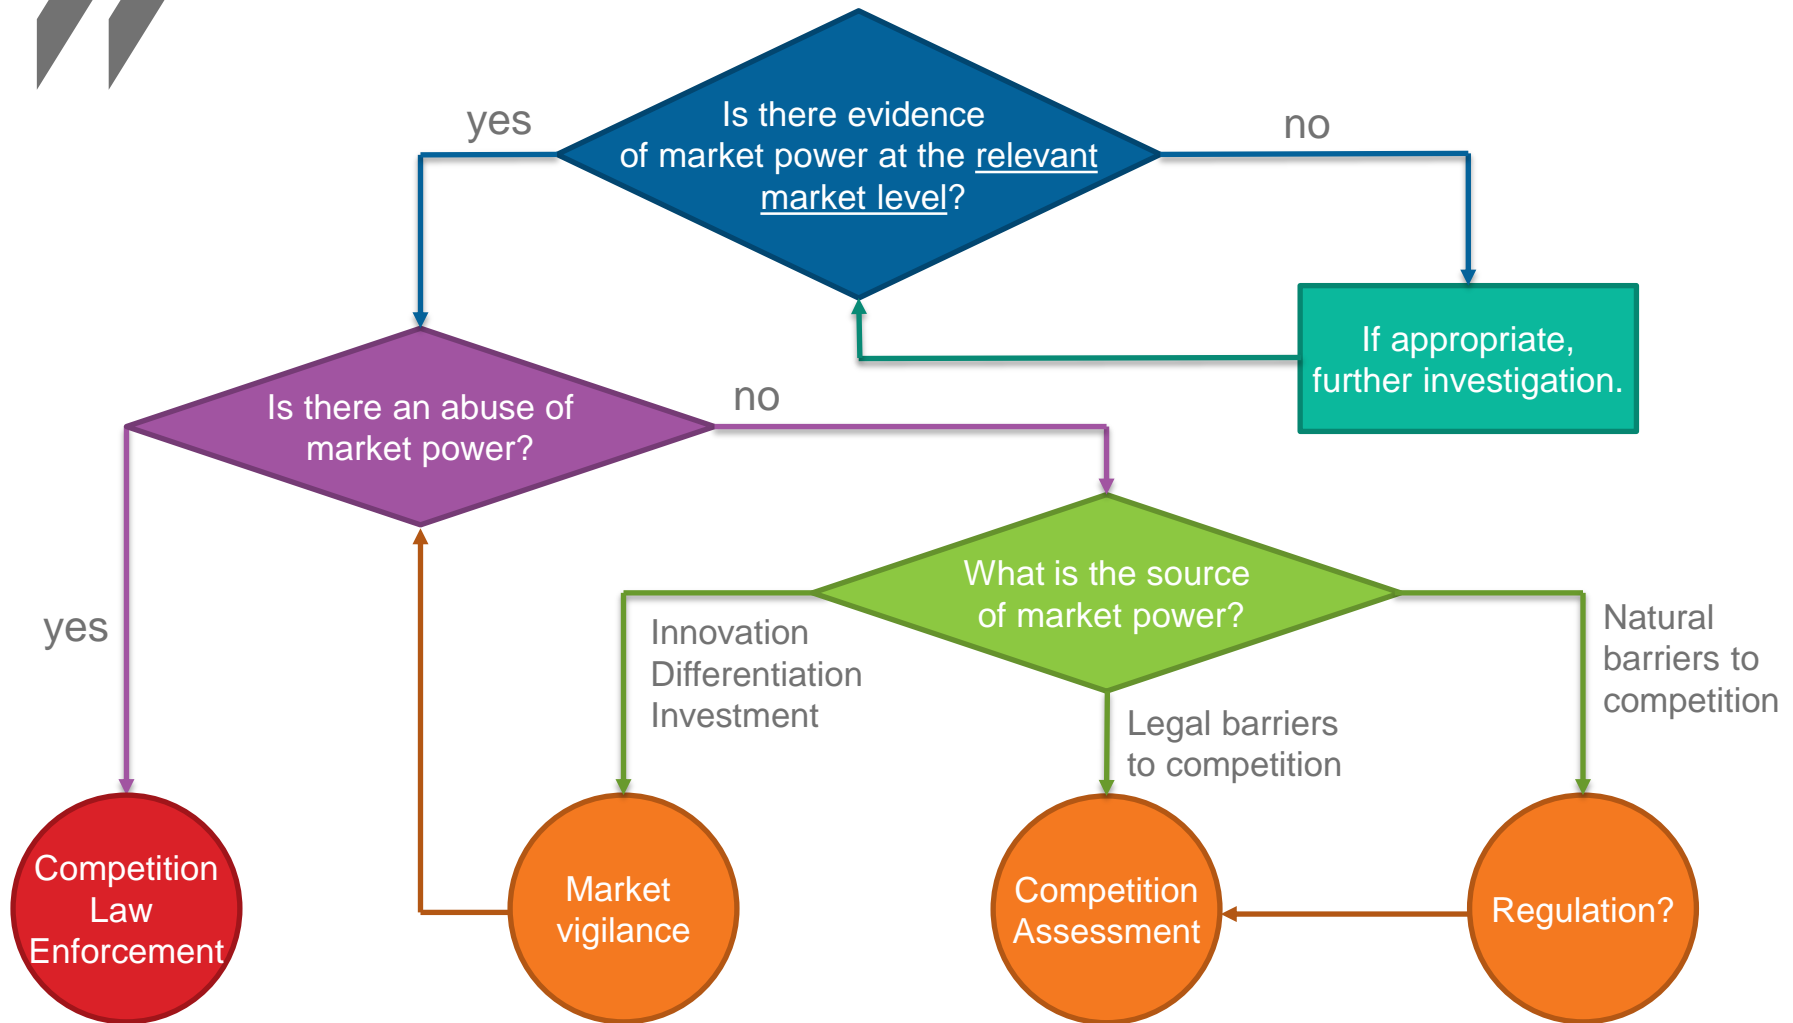 yes
Is there evidence
of market power at the relevant
market level?
no
If appropriate,
further investigation.
Is there an abuse of
market power?
no
What is the source
of market power?
yes
Innovation
Differentiation
Investment
Legal barriers
to competition
Natural
barriers to
competition
Competition
Law
Enforcement
Market
vigilance
Competition
Assessment
Regulation?